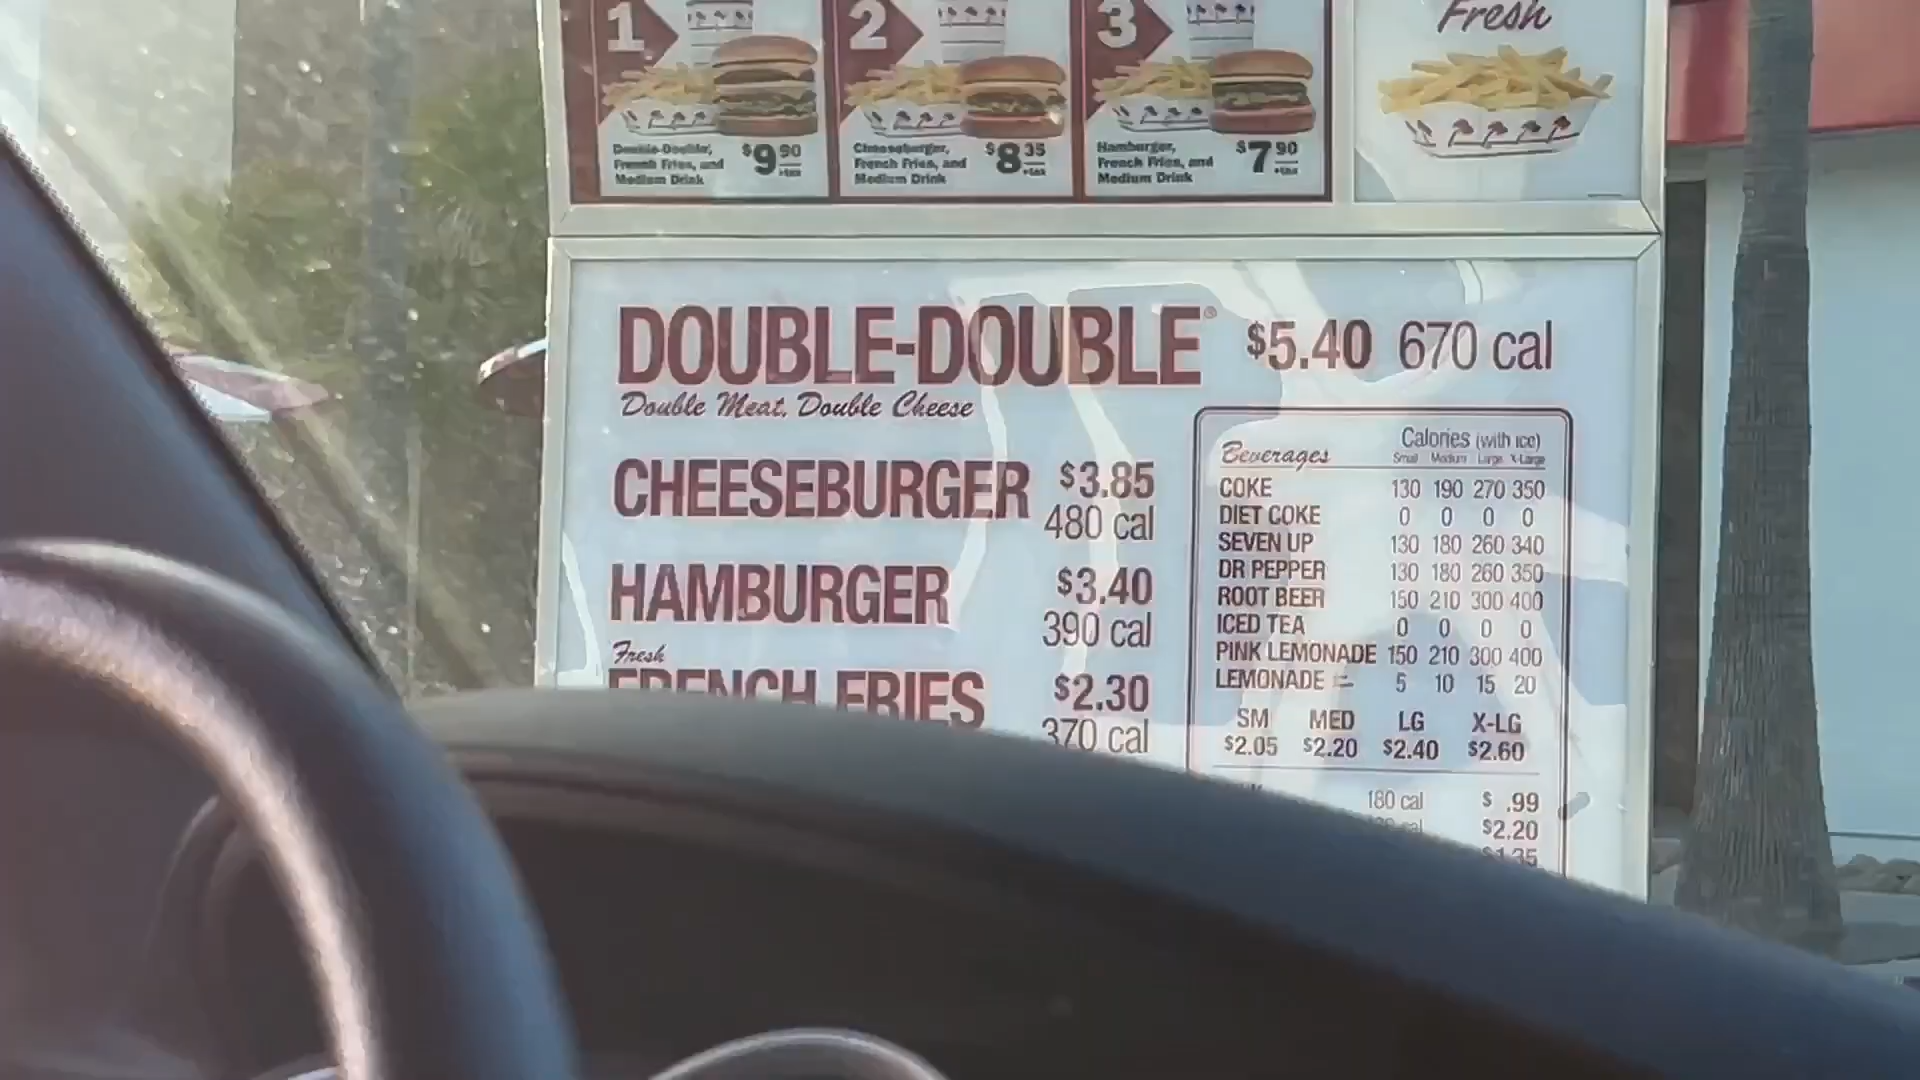 1
2
3
Fresh
Double-Double,
French Fries, and
Medium Drink
$9 90
+tax
Cheeseburger,
French Fries, and
Medium Drink
$8 35
+tax
Hamburger,
French Fries, and
Medium Drink
$7 90
+tax
DOUBLE-DOUBLE® $5.40 670 cal
Double Meat, Double Cheese
CHEESEBURGER $3.85
480 cal
HAMBURGER $3.40
390 cal
Fresh
FRENCH FRIES $2.30
370 cal
Calories (with ice)
Beverages Small Medium Large X-Large
COKE 130 190 270 350
DIET COKE 0 0 0 0
SEVEN UP 130 180 260 340
DR PEPPER 130 180 260 350
ROOT BEER 150 210 300 400
ICED TEA 0 0 0 0
PINK LEMONADE 150 210 300 400
LEMONADE 5 10 15 20
SM MED LG X-LG
$2.05 $2.20 $2.40 $2.60
180 cal $ .99
cal $2.20
$1.35